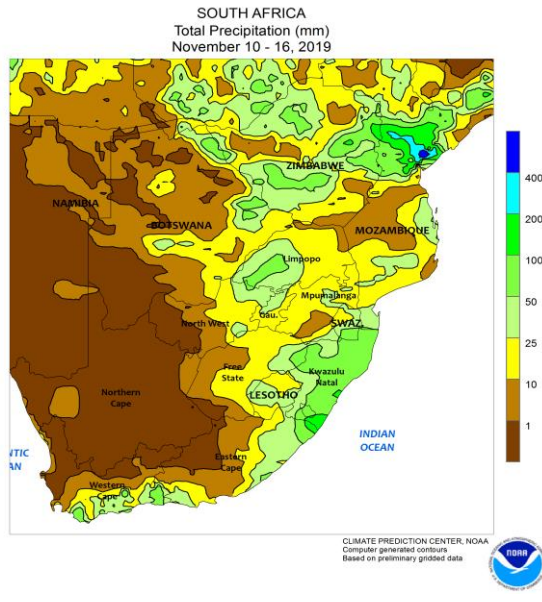 SOUTH AFRICA
Total Precipitation (mm)
November 10 - 16, 2019
ZIMBABWE
NAMIBIA
BOTSWANA
MOZAMBIQUE
Limpopo
Mpumalanga
Gau.
North West
SWAZ.
Free
State
Kwazulu
Natal
Northern
Cape
LESOTHO
INDIAN
OCEAN
NTIC
AN
Eastern
Cape
Western
Cape
400
200
100
50
25
10
1
CLIMATE PREDICTION CENTER, NOAA
Computer generated contours
Based on preliminary gridded data
NOAA